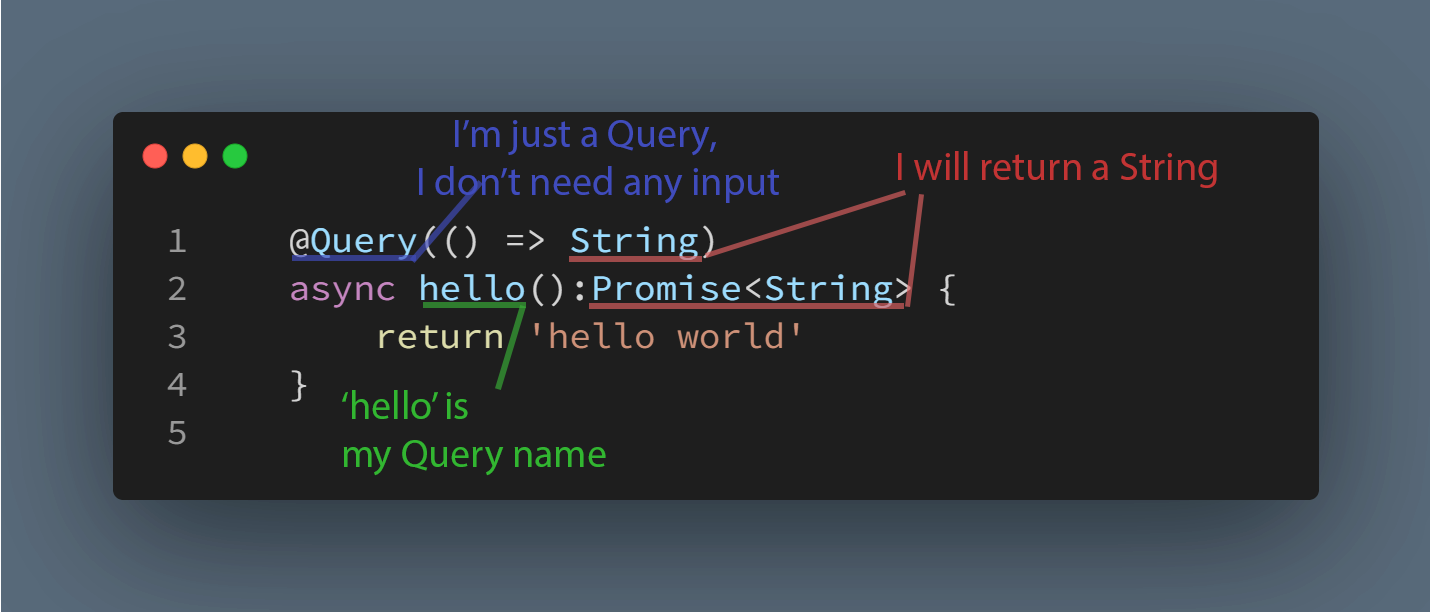 I'm just a Query,
I don't need any input
I will return a String
1 @Query(() => String)
2 async hello():Promise<String> {
3 return 'hello world'
4 }
5
‘hello’ is
my Query name